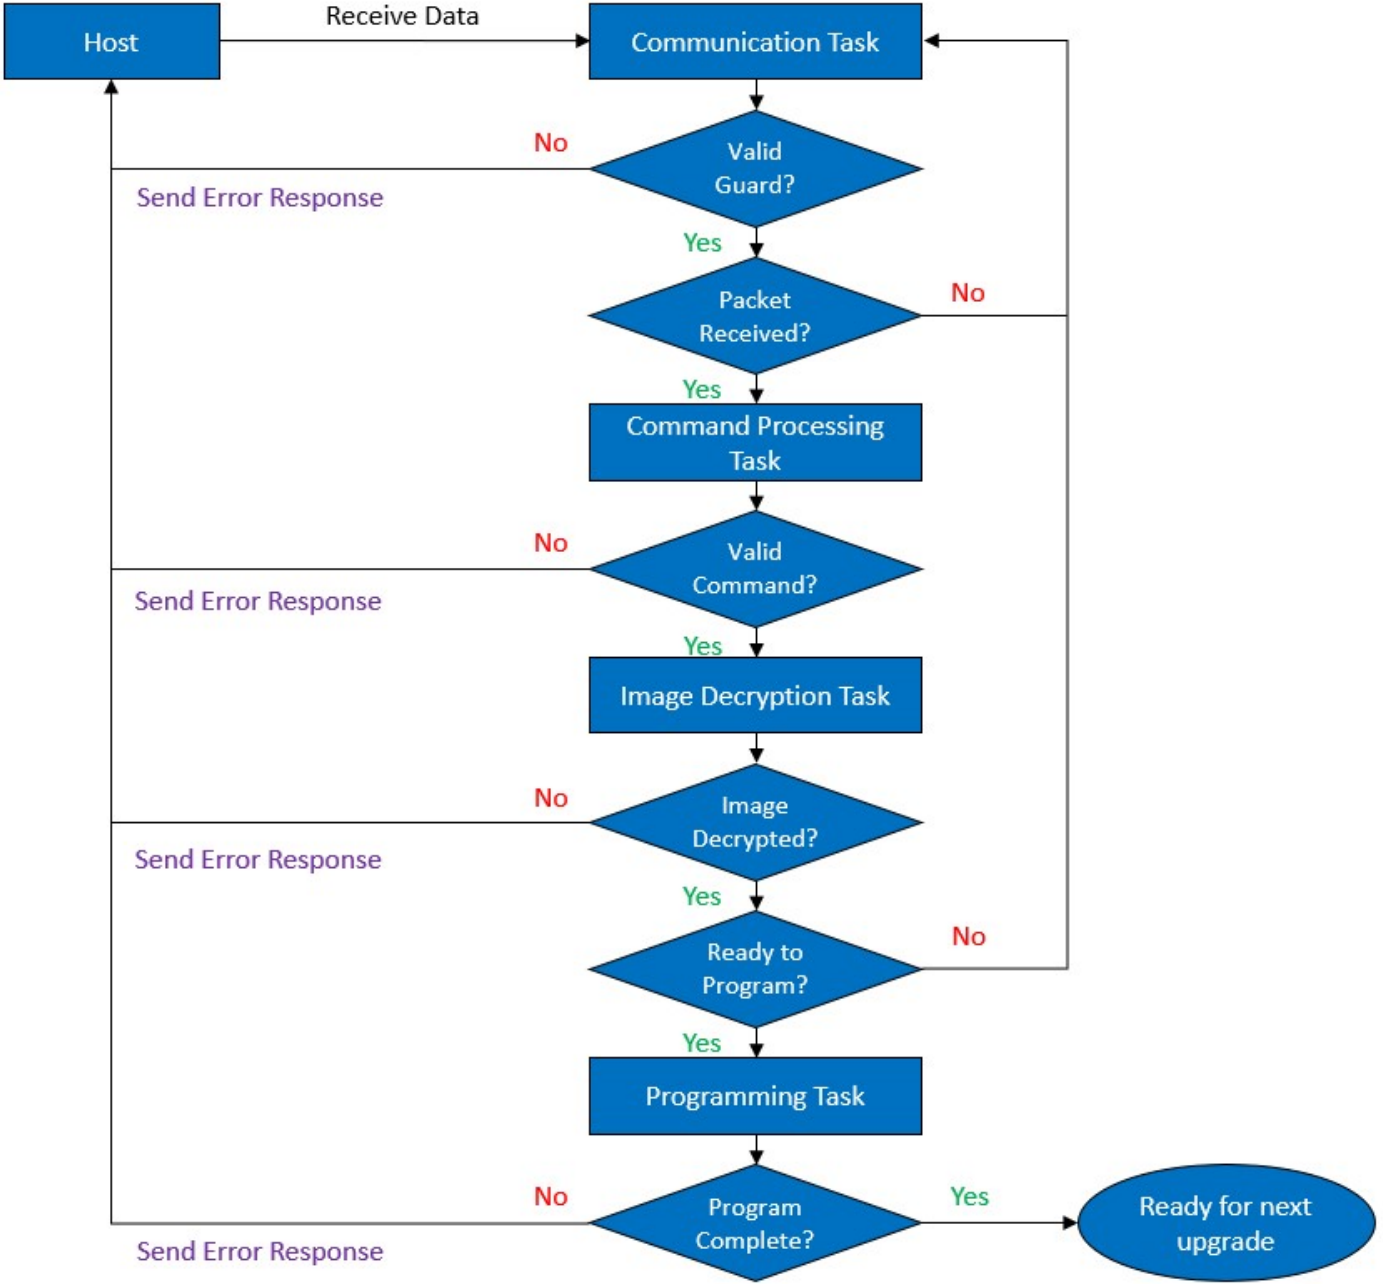 Receive Data
Host
Communication Task
No
Valid
Guard?
Send Error Response
Yes
Packet
Received?
No
Yes
Command Processing
Task
No
Valid
Command?
Send Error Response
Yes
Image Decryption Task
No
Image
Decrypted?
Send Error Response
Yes
Ready to
Program?
No
Yes
Programming Task
No
Program
Complete?
Yes
Ready for next
upgrade
Send Error Response